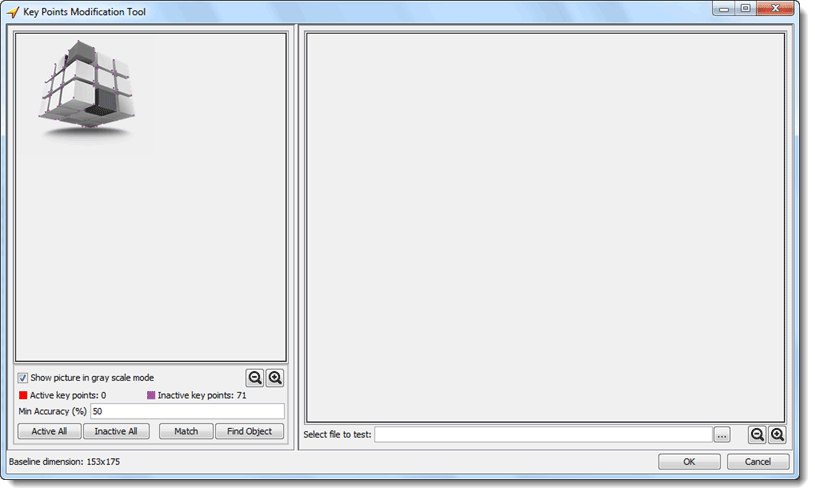 Key Points Modification Tool
Show picture in gray scale mode
Active key points: 0
Inactive key points: 71
Min Accuracy (%) 50
Active All Inactive All Match Find Object
Select file to test: ...
Baseline dimension: 153x175
OK Cancel